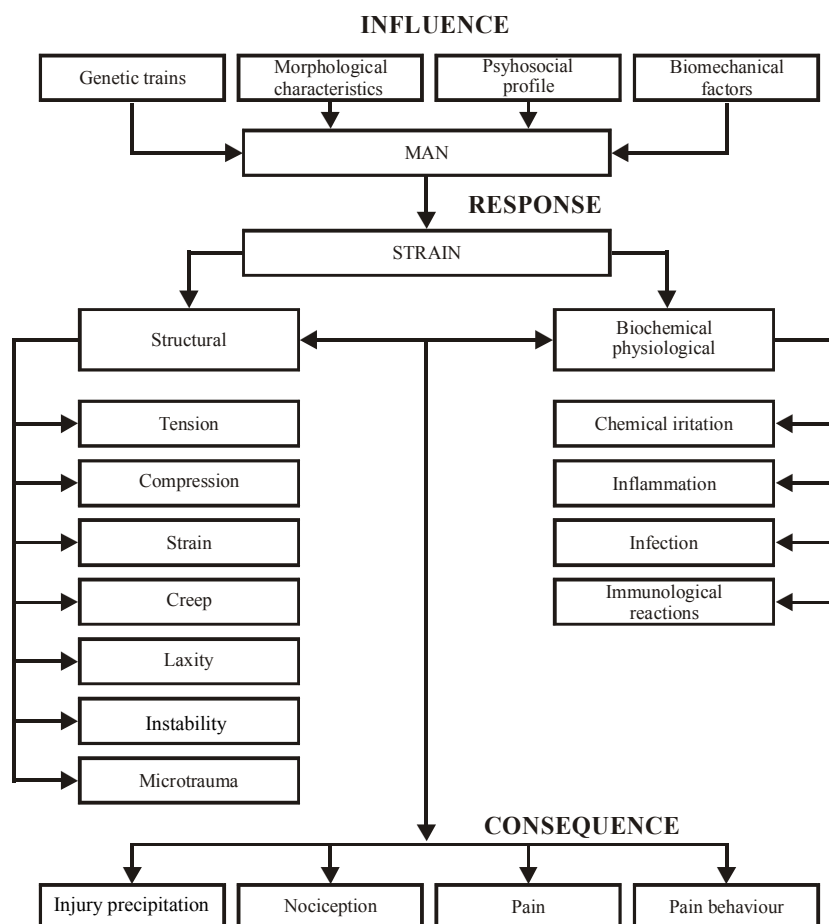 INFLUENCE
Genetic trains
Morphological
characteristics
Psyhosocial
profile
Biomechanical
factors
MAN
RESPONSE
STRAIN
Structural
Biochemical
physiological
Tension
Compression
Strain
Creep
Laxity
Instability
Microtrauma
Chemical iritation
Inflammation
Infection
Immunological
reactions
CONSEQUENCE
Injury precipitation
Nociception
Pain
Pain behaviour